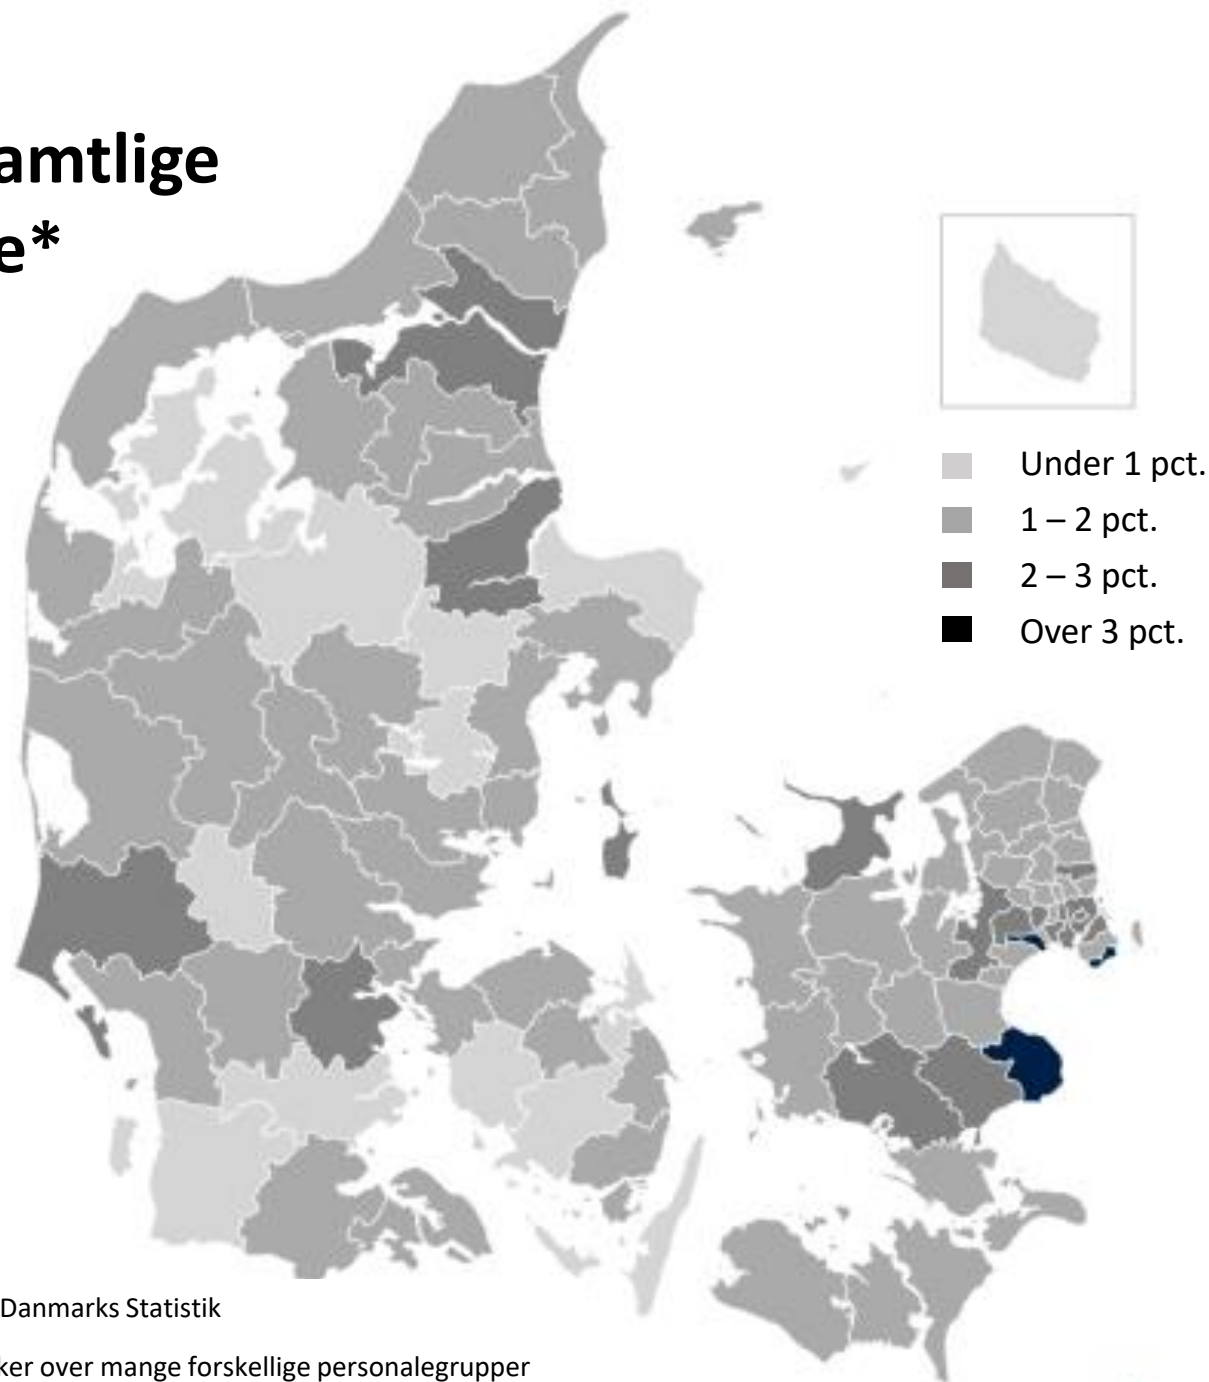 amtlige
e*
Under 1 pct.
1 – 2 pct.
2 – 3 pct.
Over 3 pct.
Danmarks Statistik
ker over mange forskellige personalegrupper